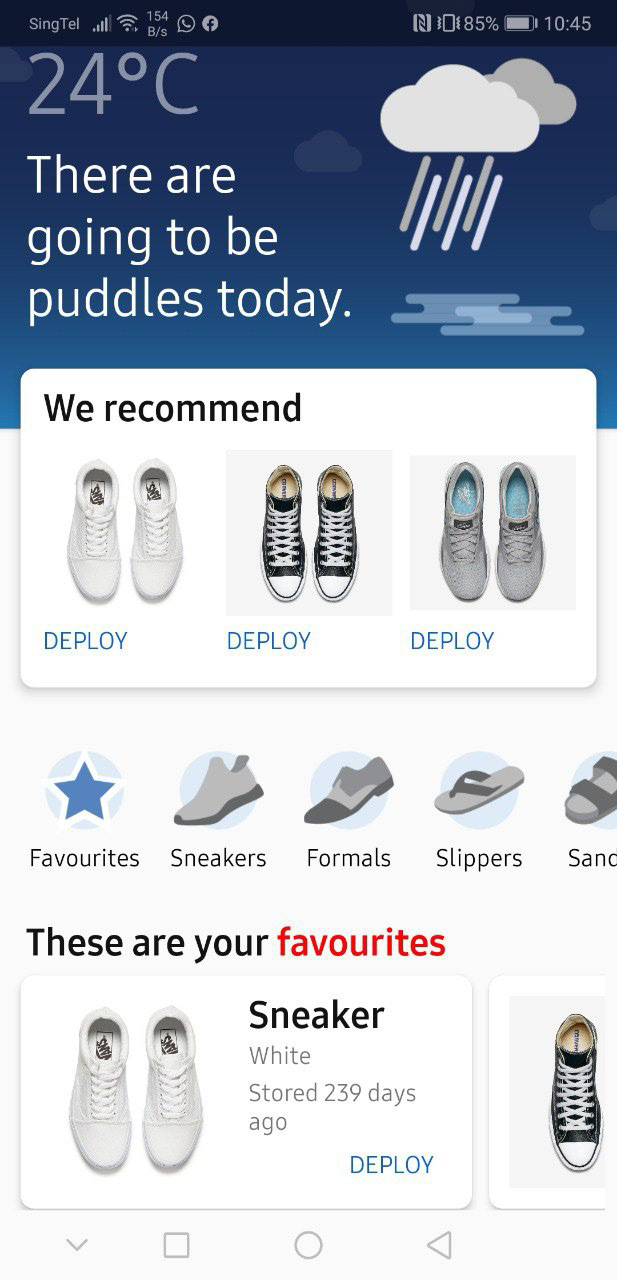 SingTel 154 B/s 85% 10:45
24°C
There are
going to be
puddles today.
We recommend
DEPLOY DEPLOY DEPLOY
Favourites Sneakers Formals Slippers Sand
These are your favourites
Sneaker
White
Stored 239 days
ago
DEPLOY